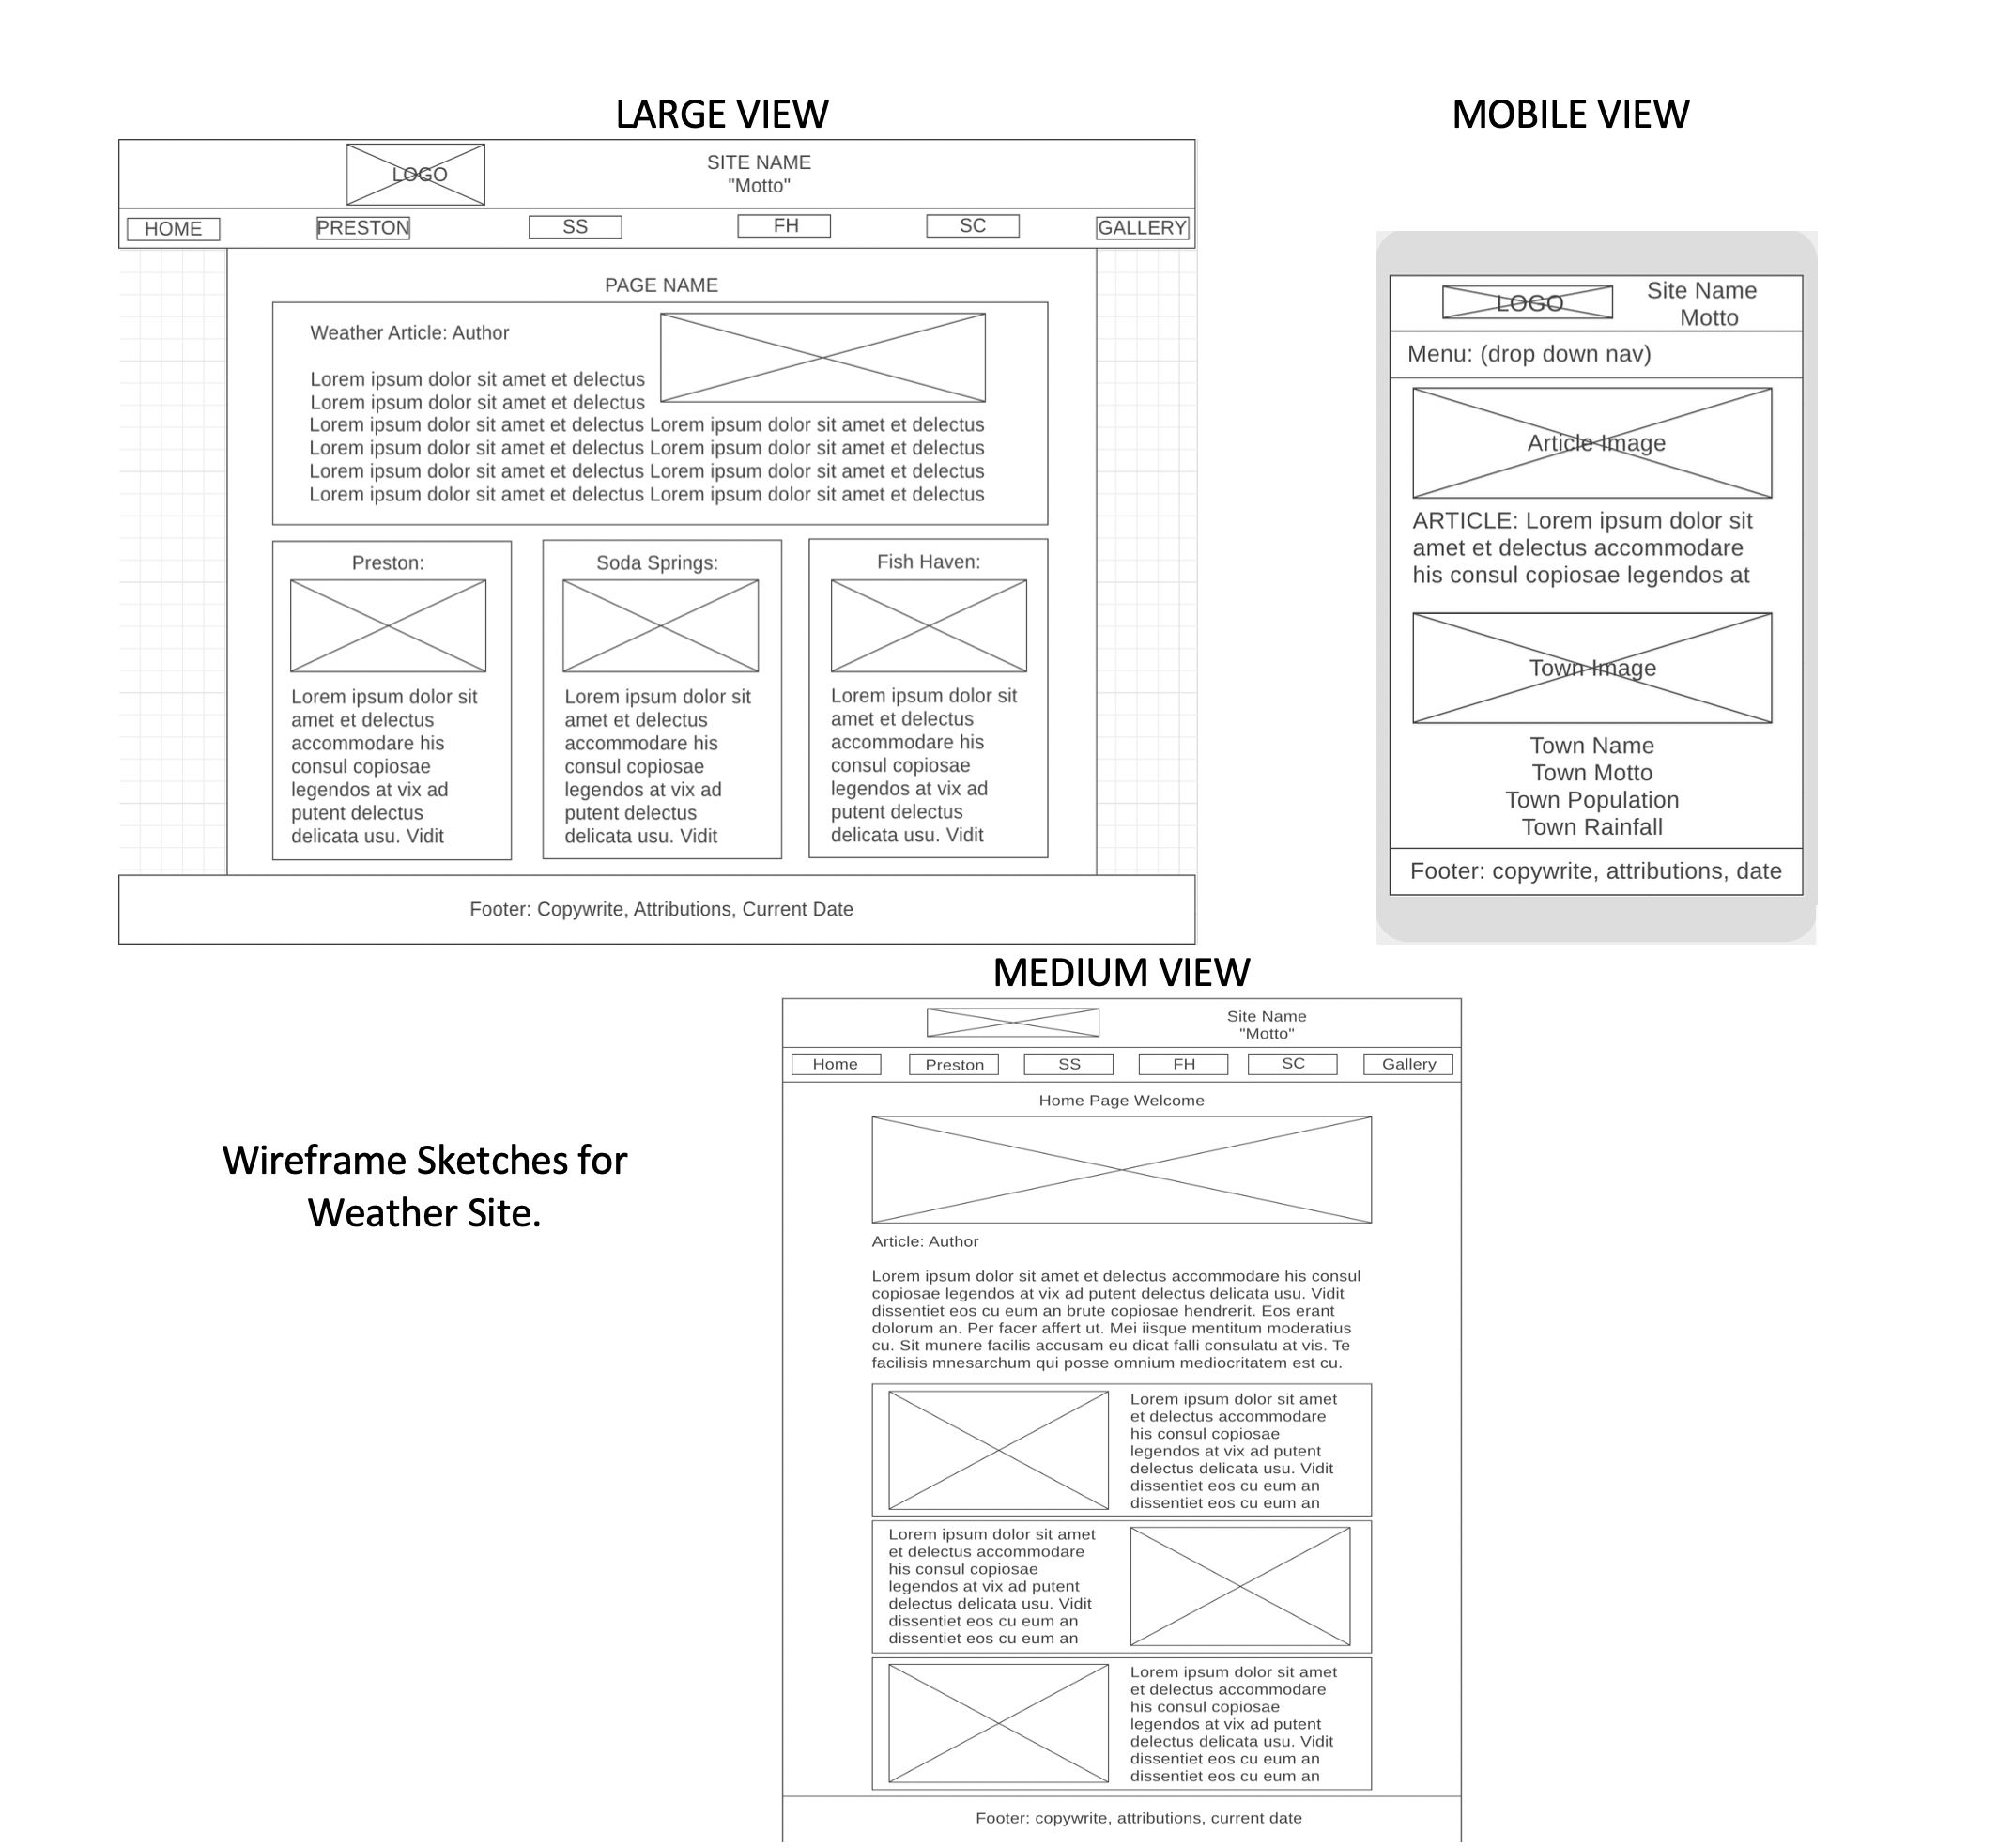 LARGE VIEW
LOGO
SITE NAME
"Motto"
HOME
PRESTON
SS
FH
SC
GALLERY
PAGE NAME
Weather Article: Author
Lorem ipsum dolor sit amet et delectus
Lorem ipsum dolor sit amet et delectus
Lorem ipsum dolor sit amet et delectus Lorem ipsum dolor sit amet et delectus
Lorem ipsum dolor sit amet et delectus Lorem ipsum dolor sit amet et delectus
Lorem ipsum dolor sit amet et delectus Lorem ipsum dolor sit amet et delectus
Lorem ipsum dolor sit amet et delectus Lorem ipsum dolor sit amet et delectus
Preston:
Lorem ipsum dolor sit
amet et delectus
accommodare his
consul copiosae
legendos at vix ad
putent delectus
delicata usu. Vidit
Soda Springs:
Lorem ipsum dolor sit
amet et delectus
accommodare his
consul copiosae
legendos at vix ad
putent delectus
delicata usu. Vidit
Fish Haven:
Lorem ipsum dolor sit
amet et delectus
accommodare his
consul copiosae
legendos at vix ad
putent delectus
delicata usu. Vidit
Footer: Copywrite, Attributions, Current Date
MOBILE VIEW
LOGO
Site Name
Motto
Menu: (drop down nav)
Article Image
ARTICLE: Lorem ipsum dolor sit
amet et delectus accommodare
his consul copiosae legendos at
Town Image
Town Name
Town Motto
Town Population
Town Rainfall
Footer: copywrite, attributions, date
MEDIUM VIEW
Site Name
"Motto"
Home
Preston
SS
FH
SC
Gallery
Home Page Welcome
Article: Author
Lorem ipsum dolor sit amet et delectus accommodare his consul
copiosae legendos at vix ad putent delectus delicata usu. Vidit
dissentiet eos cu eum an brute copiosae hendrerit. Eos erant
dolorum an. Per facer affert ut. Mei iisque mentitum moderatius
cu. Sit munere facilis accusam eu dicat falli consulatu at vis. Te
facilisis mnesarchum qui posse omnium mediocritatem est cu.
Lorem ipsum dolor sit amet
et delectus accommodare
his consul copiosae
legendos at vix ad putent
delectus delicata usu. Vidit
dissentiet eos cu eum an
dissentiet eos cu eum an
Lorem ipsum dolor sit amet
et delectus accommodare
his consul copiosae
legendos at vix ad putent
delectus delicata usu. Vidit
dissentiet eos cu eum an
dissentiet eos cu eum an
Lorem ipsum dolor sit amet
et delectus accommodare
his consul copiosae
legendos at vix ad putent
delectus delicata usu. Vidit
dissentiet eos cu eum an
dissentiet eos cu eum an
Footer: copywrite, attributions, current date
Wireframe Sketches for
Weather Site.